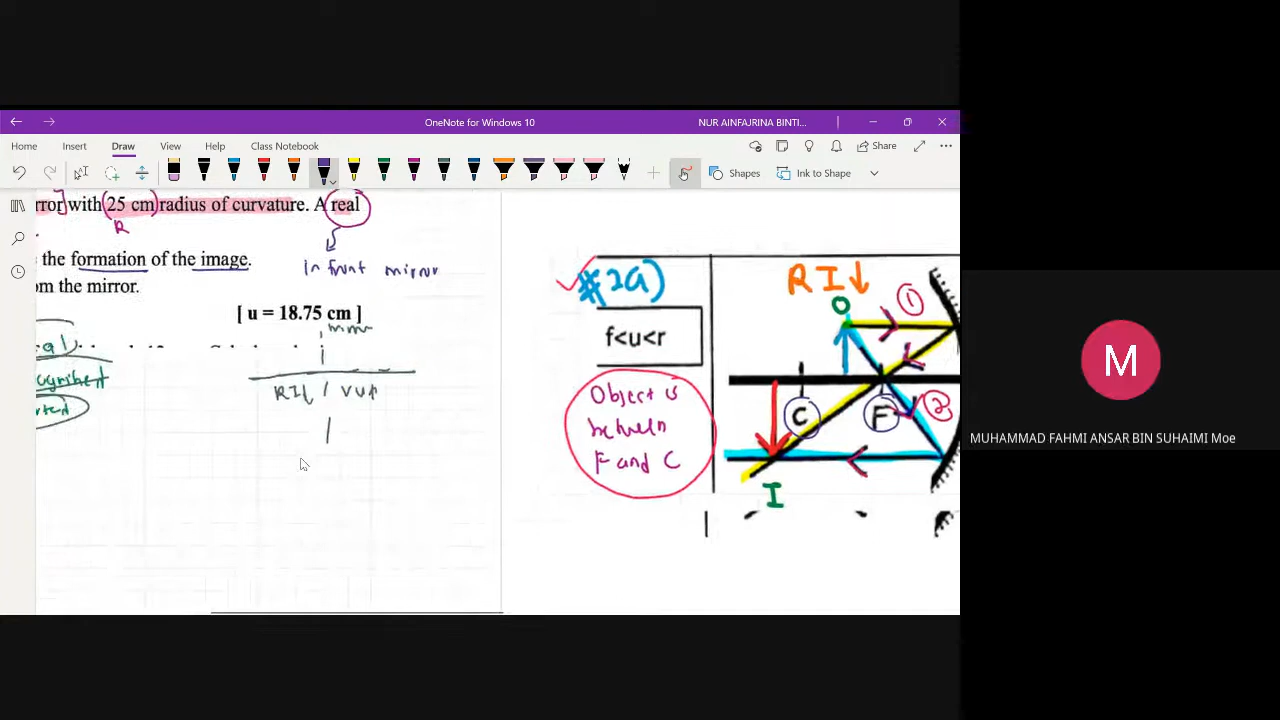 OneNote for Windows 10
NUR AINFAJRINA BINTI...
Home Insert Draw View Help Class Notebook
Share
Shapes
Ink to Shape
rror] with (25 cm) radius of curvature. A real
R
the formation of the image.
In front mirror
om the mirror.
[ u = 18.75 cm ]
RI↓ / VU↑
#2a)
RI↓
O
1
f<u<r
Object is
between
F and C
C
F
2
I
M
MUHAMMAD FAHMI ANSAR BIN SUHAIMI Moe